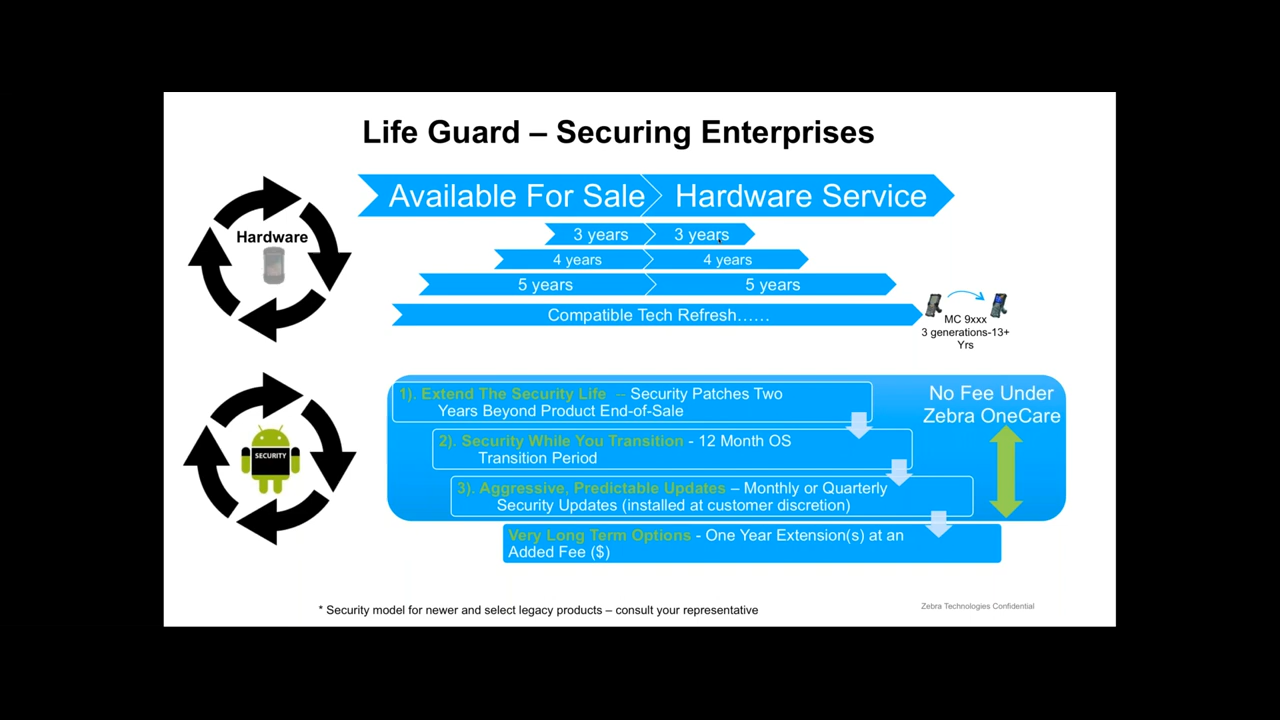 Life Guard – Securing Enterprises
Available For Sale
Hardware Service
Hardware
3 years
3 years
4 years
4 years
5 years
5 years
Compatible Tech Refresh……
MC 9xxx
3 generations-13+
Yrs
1). Extend The Security Life – Security Patches Two
Years Beyond Product End-of-Sale
No Fee Under
Zebra OneCare
2). Security While You Transition - 12 Month OS
Transition Period
SECURITY
3). Aggressive, Predictable Updates – Monthly or Quarterly
Security Updates (installed at customer discretion)
Very Long Term Options - One Year Extension(s) at an
Added Fee ($)
* Security model for newer and select legacy products – consult your representative
Zebra Technologies Confidential